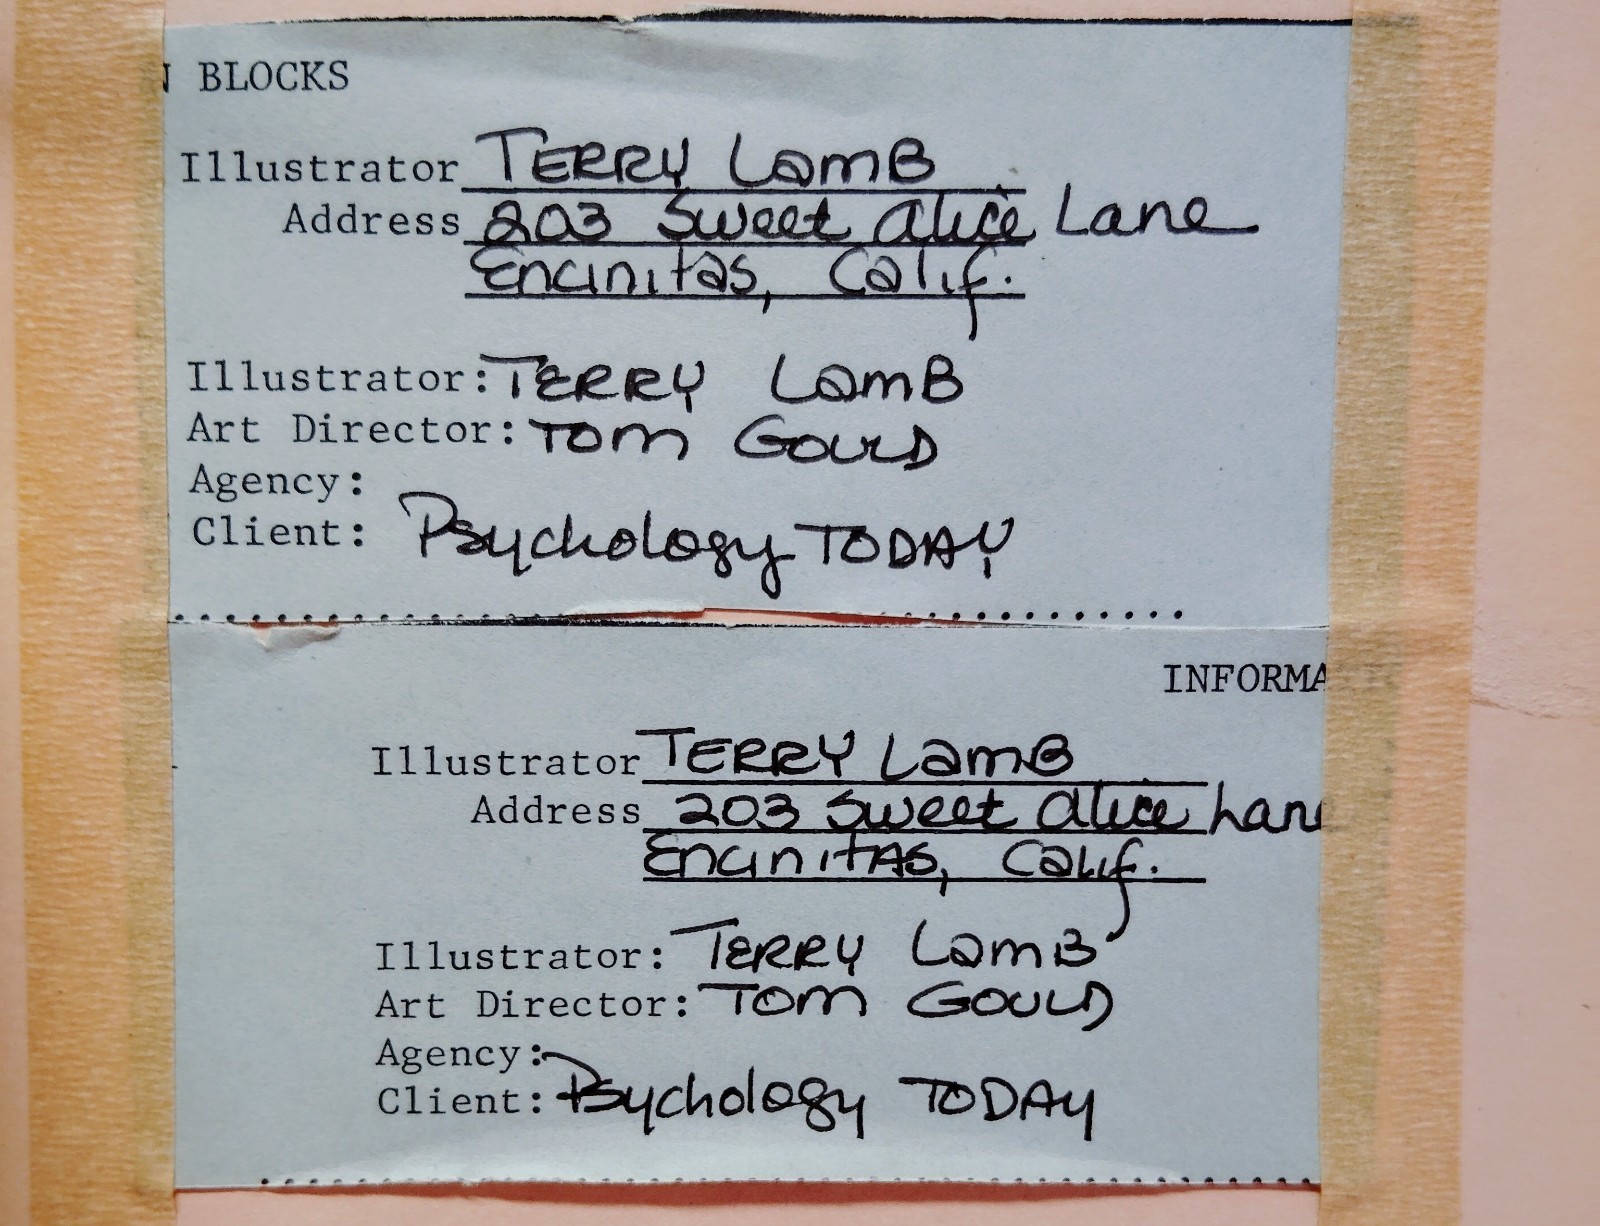 N BLOCKS
Illustrator TERRY LamB
Address 203 Sweet Alice Lane
Encinitas, Calif.
Illustrator: TERRY LamB
Art Director: TOM GOULD
Agency:
Client: Psychology TODAY
INFORMA
Illustrator TERRY LamB
Address 203 Sweet Alice Lane
EncinitAS, Calif.
Illustrator: TERRY LamB
Art Director: TOM GOULD
Agency:
Client: Psychology TODAY